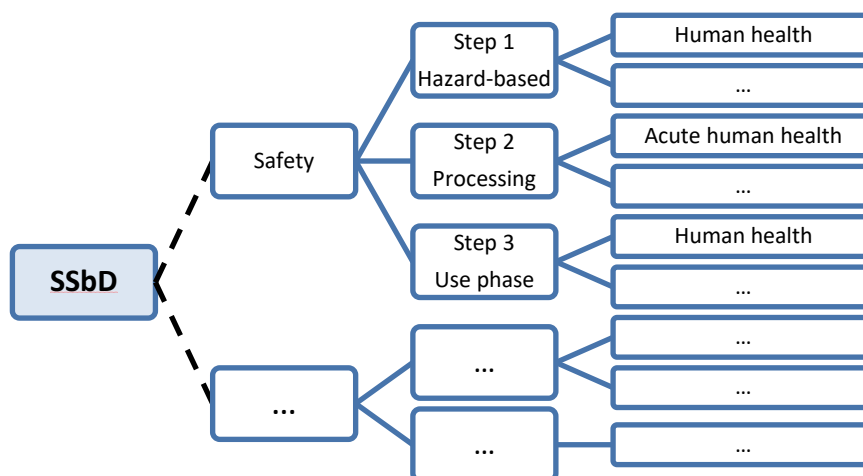 SSbD
Safety
...
Step 1
Hazard-based
Step 2
Processing
Step 3
Use phase
...
...
Human health
...
Acute human health
...
Human health
...
...
...
...